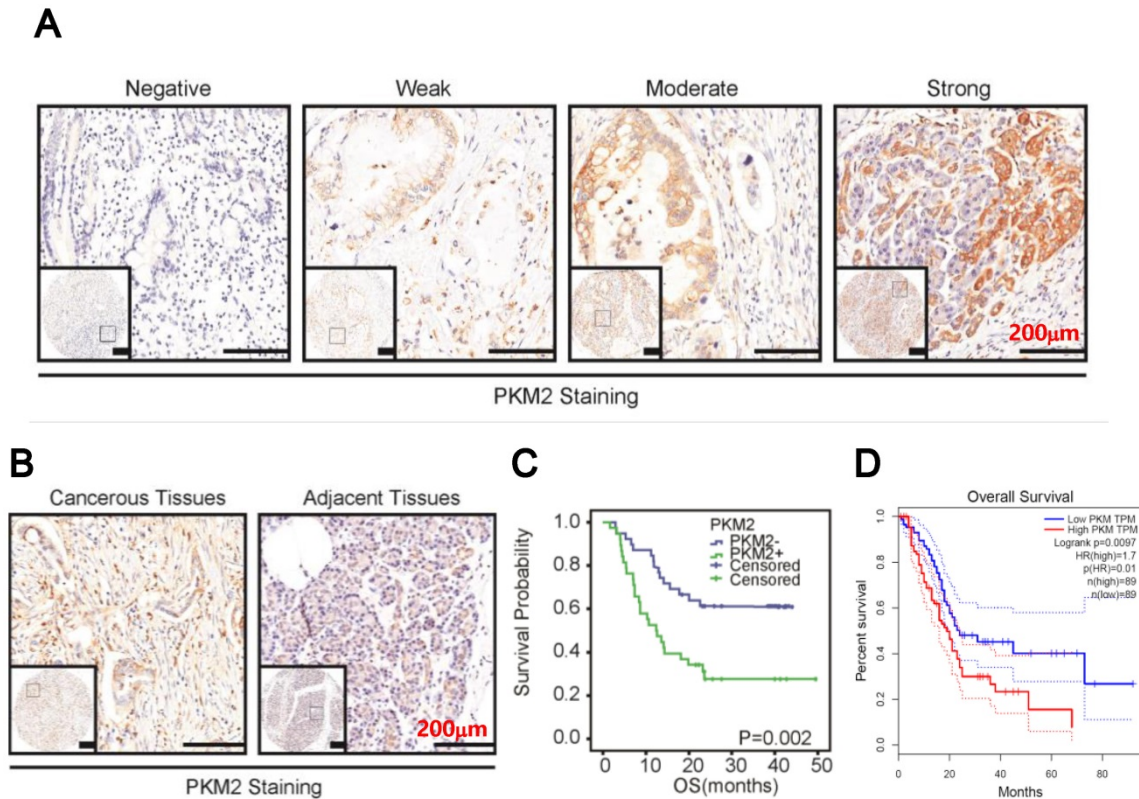 A
Negative
Weak
Moderate
Strong
200μm
PKM2 Staining
B
Cancerous Tissues
Adjacent Tissues
200μm
PKM2 Staining
C
Survival Probability
1.0
0.8
0.6
0.4
0.2
0.0
PKM2
PKM2-
PKM2+
Censored
Censored
P=0.002
0 10 20 30 40 50
OS(months)
D
Overall Survival
Percent survival
1.0
0.8
0.6
0.4
0.2
0.0
Low PKM TPM
High PKM TPM
Logrank p=0.0097
HR(high)=1.7
p(HR)=0.01
n(high)=89
n(low)=89
0 20 40 60 80
Months